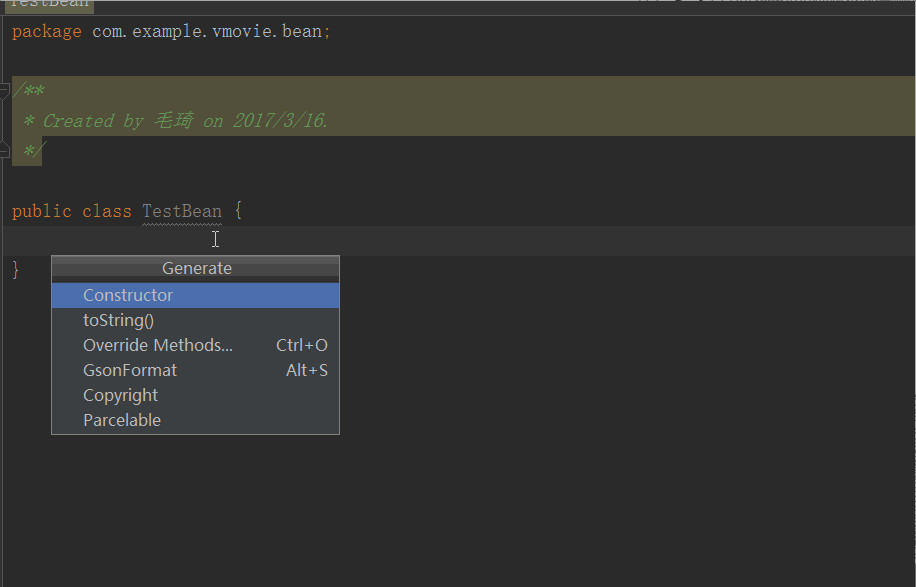 TestBean
package com.example.vmovie.bean;
/**
* Created by 毛琦 on 2017/3/16.
*/
public class TestBean {
}
Generate
Constructor
toString()
Override Methods... Ctrl+O
GsonFormat Alt+S
Copyright
Parcelable